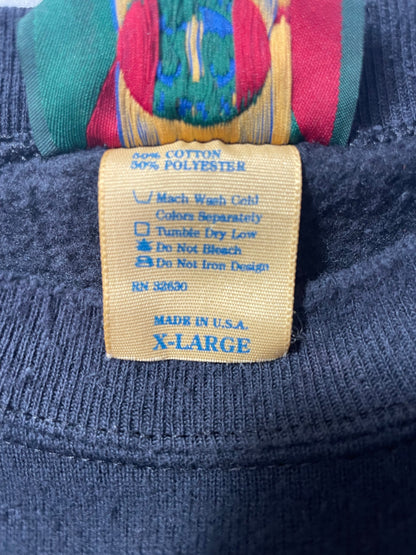 50% COTTON
50% POLYESTER
Mach Wash Cold
Colors Separately
Tumble Dry Low
Do Not Bleach
Do Not Iron Design
RN 32630
MADE IN U.S.A.
X-LARGE